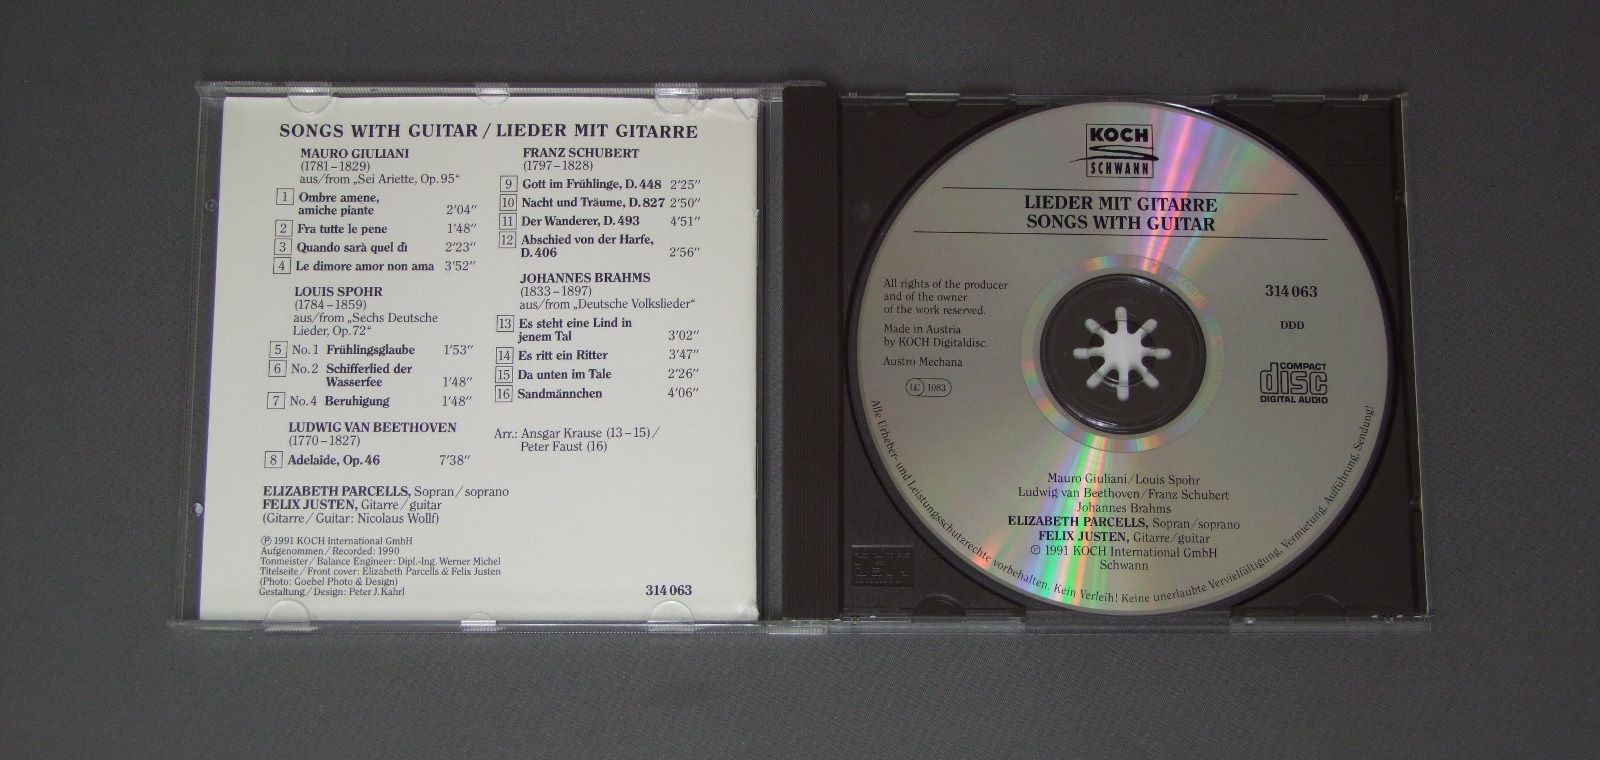 SONGS WITH GUITAR / LIEDER MIT GITARRE
MAURO GIULIANI
(1781–1829)
aus/from „Sei Ariette, Op. 95“
1 Ombre amene,
amiche piante 2’04’’
2 Fra tutte le pene 1’48’’
3 Quando sarà quel dì 2’23’’
4 Le dimore amor non ama 3’52’’
LOUIS SPOHR
(1784–1859)
aus/from „Sechs Deutsche
Lieder, Op. 72“
5 No. 1 Frühlingsglaube 1’53’’
6 No. 2 Schifferlied der
Wasserfee 1’48’’
7 No. 4 Beruhigung 1’48’’
LUDWIG VAN BEETHOVEN
(1770–1827)
8 Adelaide, Op. 46 7’38’’
FRANZ SCHUBERT
(1797–1828)
9 Gott im Frühlinge, D. 448 2’25’’
10 Nacht und Träume, D. 827 2’50’’
11 Der Wanderer, D. 493 4’51’’
12 Abschied von der Harfe,
D. 406 2’56’’
JOHANNES BRAHMS
(1833–1897)
aus/from „Deutsche Volkslieder“
13 Es steht eine Lind in
jenem Tal 3’02’’
14 Es ritt ein Ritter 3’47’’
15 Da unten im Tale 2’26’’
16 Sandmännchen 4’06’’
Arr.: Ansgar Krause (13–15) /
Peter Faust (16)
ELIZABETH PARCELLS, Sopran / soprano
FELIX JUSTEN, Gitarre / guitar
(Gitarre / Guitar: Nicolaus Wollf)
℗ 1991 KOCH International GmbH
Aufgenommen / Recorded: 1990
Tonmeister / Balance Engineer: Dipl.-Ing. Werner Michel
Titelseite / Front cover: Elizabeth Parcells & Felix Justen
(Photo: Goebel Photo & Design)
Gestaltung / Design: Peter J. Kahrl
314 063
KOCH
SCHWANN
LIEDER MIT GITARRE
SONGS WITH GUITAR
All rights of the producer
and of the owner
of the work reserved.
Made in Austria
by KOCH Digitaldisc.
Austro Mechana
LC 1083
314 063
DDD
COMPACT
disc
DIGITAL AUDIO
Mauro Giuliani / Louis Spohr
Ludwig van Beethoven / Franz Schubert
Johannes Brahms
ELIZABETH PARCELLS, Sopran / soprano
FELIX JUSTEN, Gitarre / guitar
℗ 1991 KOCH International GmbH
Schwann
Alle Urheber- und Leistungsschutzrechte vorbehalten. Kein Verleih! Keine unerlaubte Vervielfältigung, Vermietung, Aufführung, Sendung!